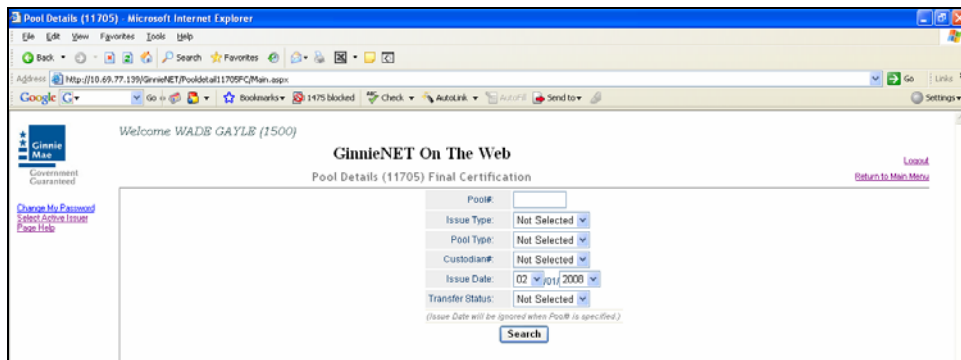 Pool Details (11705) - Microsoft Internet Explorer
File Edit View Favorites Tools Help
Back Search Favorites
Address http://10.69.77.139/GinnieNET/Pooldetail11705FC/Main.aspx Go Links
Google G Go Bookmarks 1475 blocked Check AutoLink AutoFill Send to Settings
Welcome WADE GAYLE (1500)
Ginnie Mae
Government Guaranteed
GinnieNET On The Web
Logout
Pool Details (11705) Final Certification
Return to Main Menu
Change My Password
Select Active Issuer
Page Help
Pool#:
Issue Type: Not Selected
Pool Type: Not Selected
Custodian#: Not Selected
Issue Date: 02 /01/ 2008
Transfer Status: Not Selected
(Issue Date will be ignored when Pool# is specified.)
Search